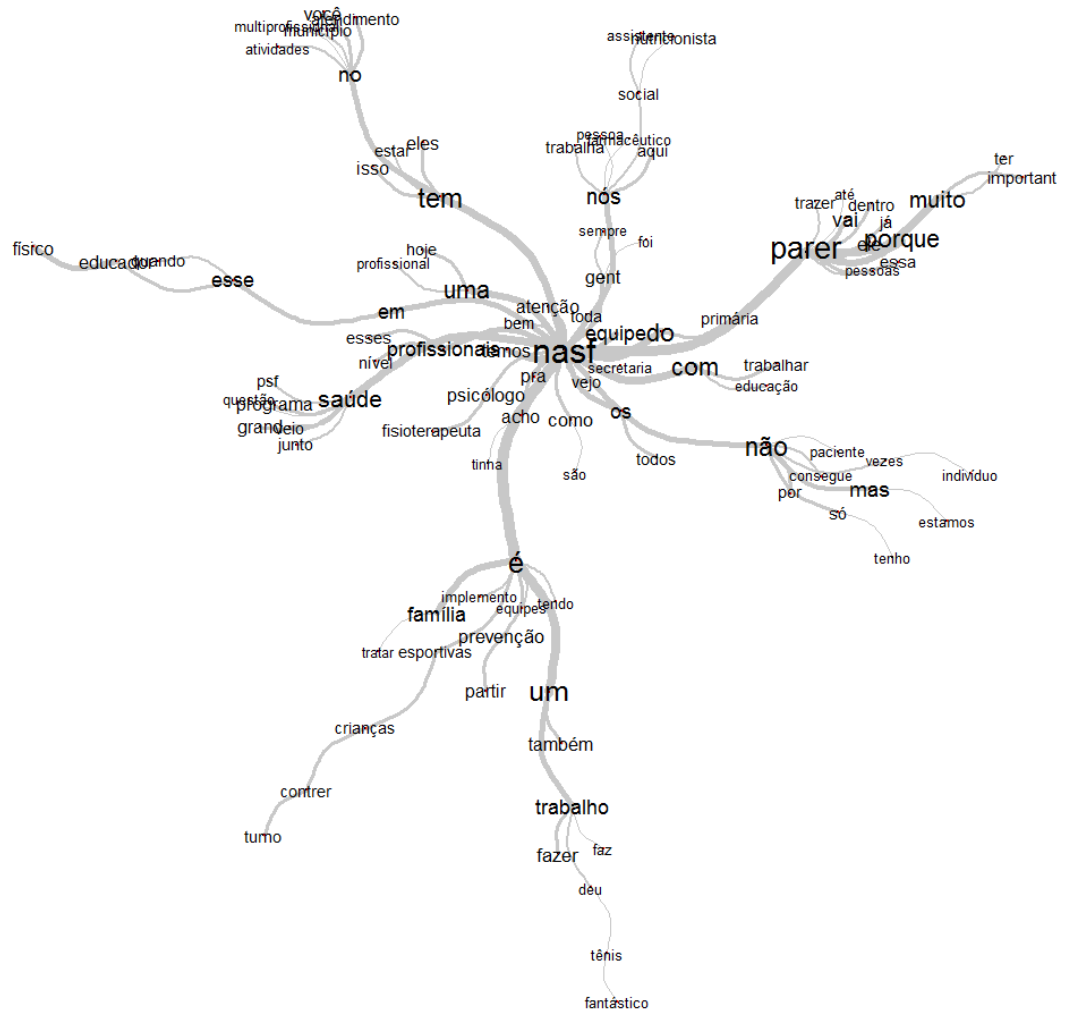 você
atendimento
multiprofissional
município
atividades
no
assistente
nutricionista
social
pessoa
farmacêutico
trabalha
aqui
nós
eles
estar
isso
tem
ter
important
muito
até
trazer
dentro
vai
já
parer
ele
porque
essa
pessoas
sempre
foi
gent
físico
educador
quando
esse
hoje
profissional
uma
em
atenção
toda
bem
primária
equipe
do
esses
profissionais
temos
nasf
nível
pra
secretaria
vejo
com
trabalhar
educação
psf
questão
programa
saúde
psicólogo
grand
veio
junto
fisioterapeuta
acho
como
os
tinha
são
todos
não
paciente
vezes
consegue
indivíduo
por
mas
só
estamos
tenho
é
implemento
família
equipes
tendo
prevenção
tratar
esportivas
partir
um
crianças
também
contrer
turno
trabalho
fazer
faz
deu
tênis
fantástico